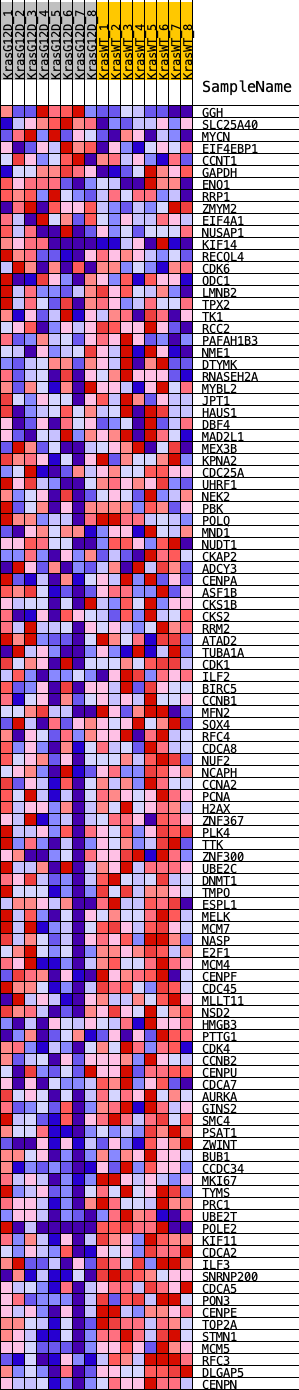 KrasG12D_1
KrasG12D_2
KrasG12D_3
KrasG12D_4
KrasG12D_5
KrasG12D_6
KrasG12D_7
KrasG12D_8
KrasWT_1
KrasWT_2
KrasWT_3
KrasWT_4
KrasWT_5
KrasWT_6
KrasWT_7
KrasWT_8
SampleName
GGH
SLC25A40
MYCN
EIF4EBP1
CCNT1
GAPDH
ENO1
RRP1
ZMYM2
EIF4A1
NUSAP1
KIF14
RECQL4
CDK6
ODC1
LMNB2
TPX2
TK1
RCC2
PAFAH1B3
NME1
DTYMK
RNASEH2A
MYBL2
JPT1
HAUS1
DBF4
MAD2L1
MEX3B
KPNA2
CDC25A
UHRF1
NEK2
PBK
POLQ
MND1
NUDT1
CKAP2
ADCY3
CENPA
ASF1B
CKS1B
CKS2
RRM2
ATAD2
TUBA1A
CDK1
ILF2
BIRC5
CCNB1
MFN2
SOX4
RFC4
CDCA8
NUF2
NCAPH
CCNA2
PCNA
H2AX
ZNF367
PLK4
TTK
ZNF300
UBE2C
DNMT1
TMPO
ESPL1
MELK
MCM7
NASP
E2F1
MCM4
CENPF
CDC45
MLLT11
NSD2
HMGB3
PTTG1
CDK4
CCNB2
CENPU
CDCA7
AURKA
GINS2
SMC4
PSAT1
ZWINT
BUB1
CCDC34
MKI67
TYMS
PRC1
UBE2T
POLE2
KIF11
CDCA2
ILF3
SNRNP200
CDCA5
PON3
CENPE
TOP2A
STMN1
MCM5
RFC3
DLGAP5
CENPN